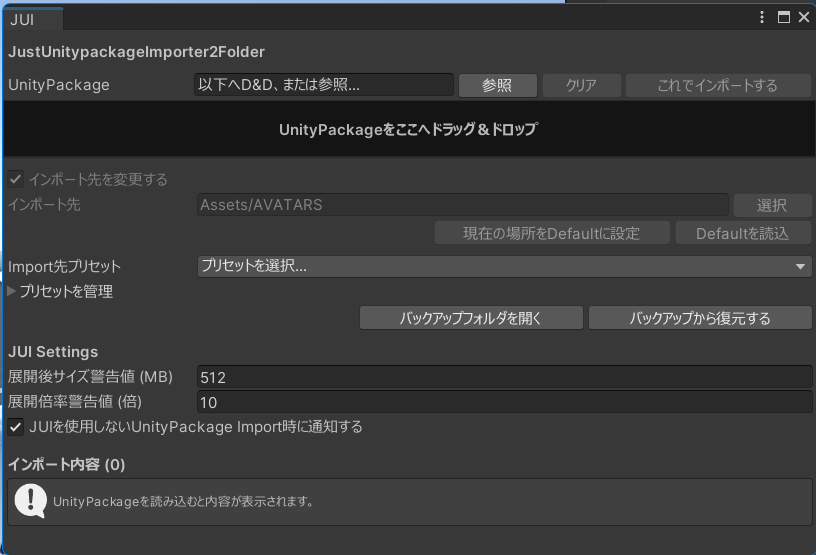 JUI
JustUnitypackageImporter2Folder
UnityPackage 以下へD&D、または参照... 参照 クリア これでインポートする
UnityPackageをここへドラッグ＆ドロップ
インポート先を変更する
インポート先 Assets/AVATARS 選択
現在の場所をDefaultに設定 Defaultを読込
Import先プリセット プリセットを選択...
プリセットを管理
バックアップフォルダを開く バックアップから復元する
JUI Settings
展開後サイズ警告値 (MB) 512
展開倍率警告値 (倍) 10
JUIを使用しないUnityPackage Import時に通知する
インポート内容 (0)
UnityPackageを読み込むと内容が表示されます。